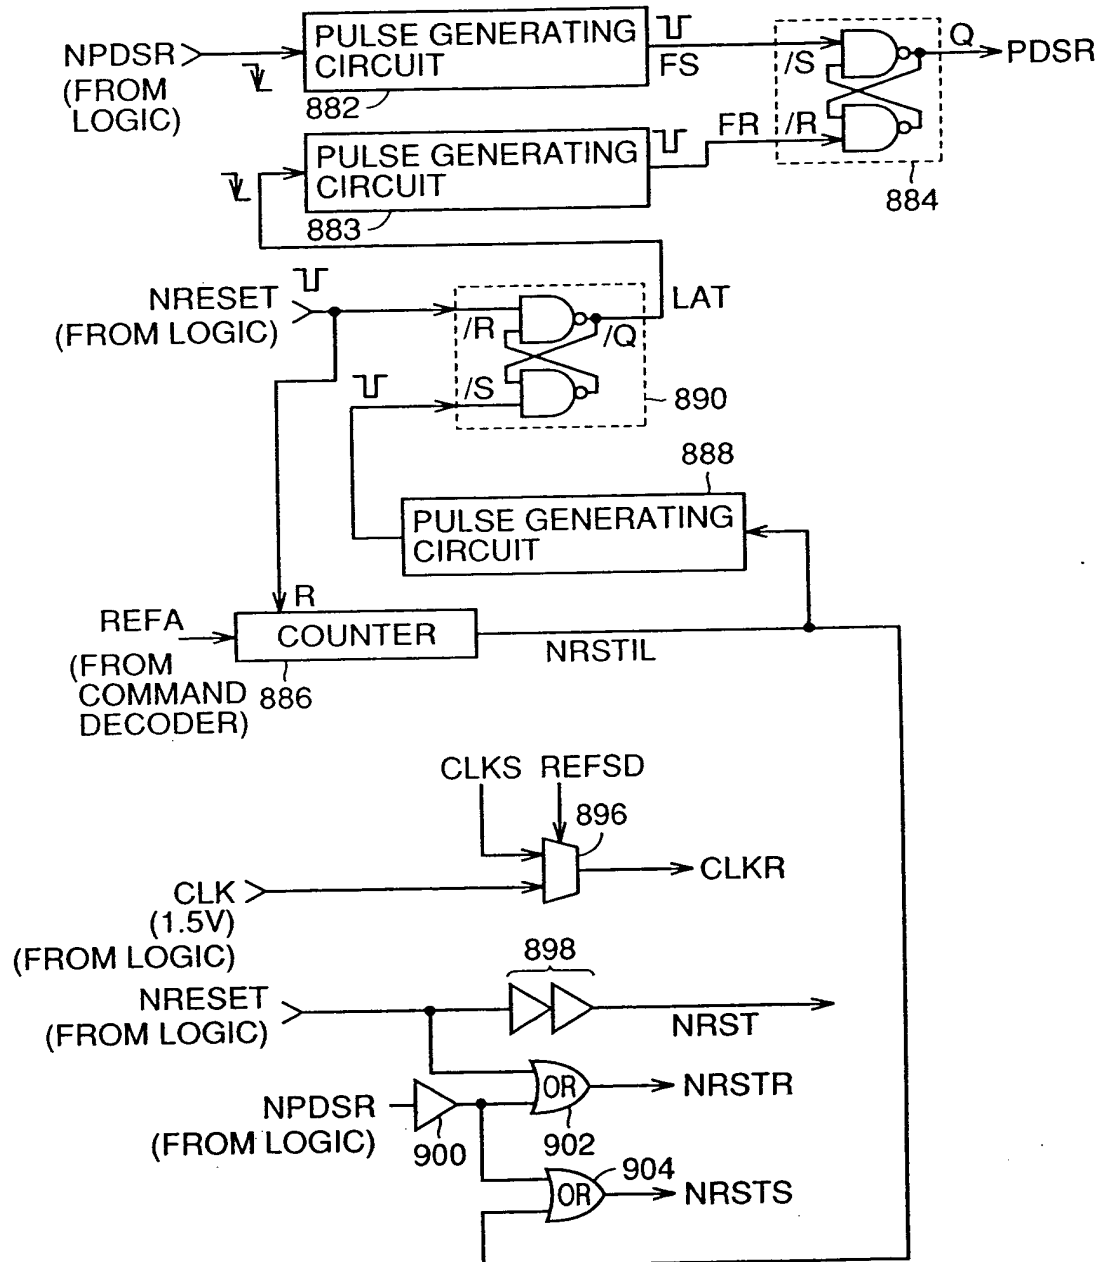 NPDSR
(FROM
LOGIC)
PULSE GENERATING
CIRCUIT
882
FS
/S
Q
PDSR
PULSE GENERATING
CIRCUIT
883
FR
/R
884
NRESET
(FROM LOGIC)
/R
/Q
LAT
/S
890
888
PULSE GENERATING
CIRCUIT
REFA
(FROM
COMMAND
DECODER)
R
COUNTER
886
NRSTIL
CLKS
REFSD
896
CLKR
CLK
(1.5V)
(FROM LOGIC)
898
NRESET
(FROM LOGIC)
NRST
OR
NRSTR
902
NPDSR
(FROM LOGIC)
900
904
OR
NRSTS